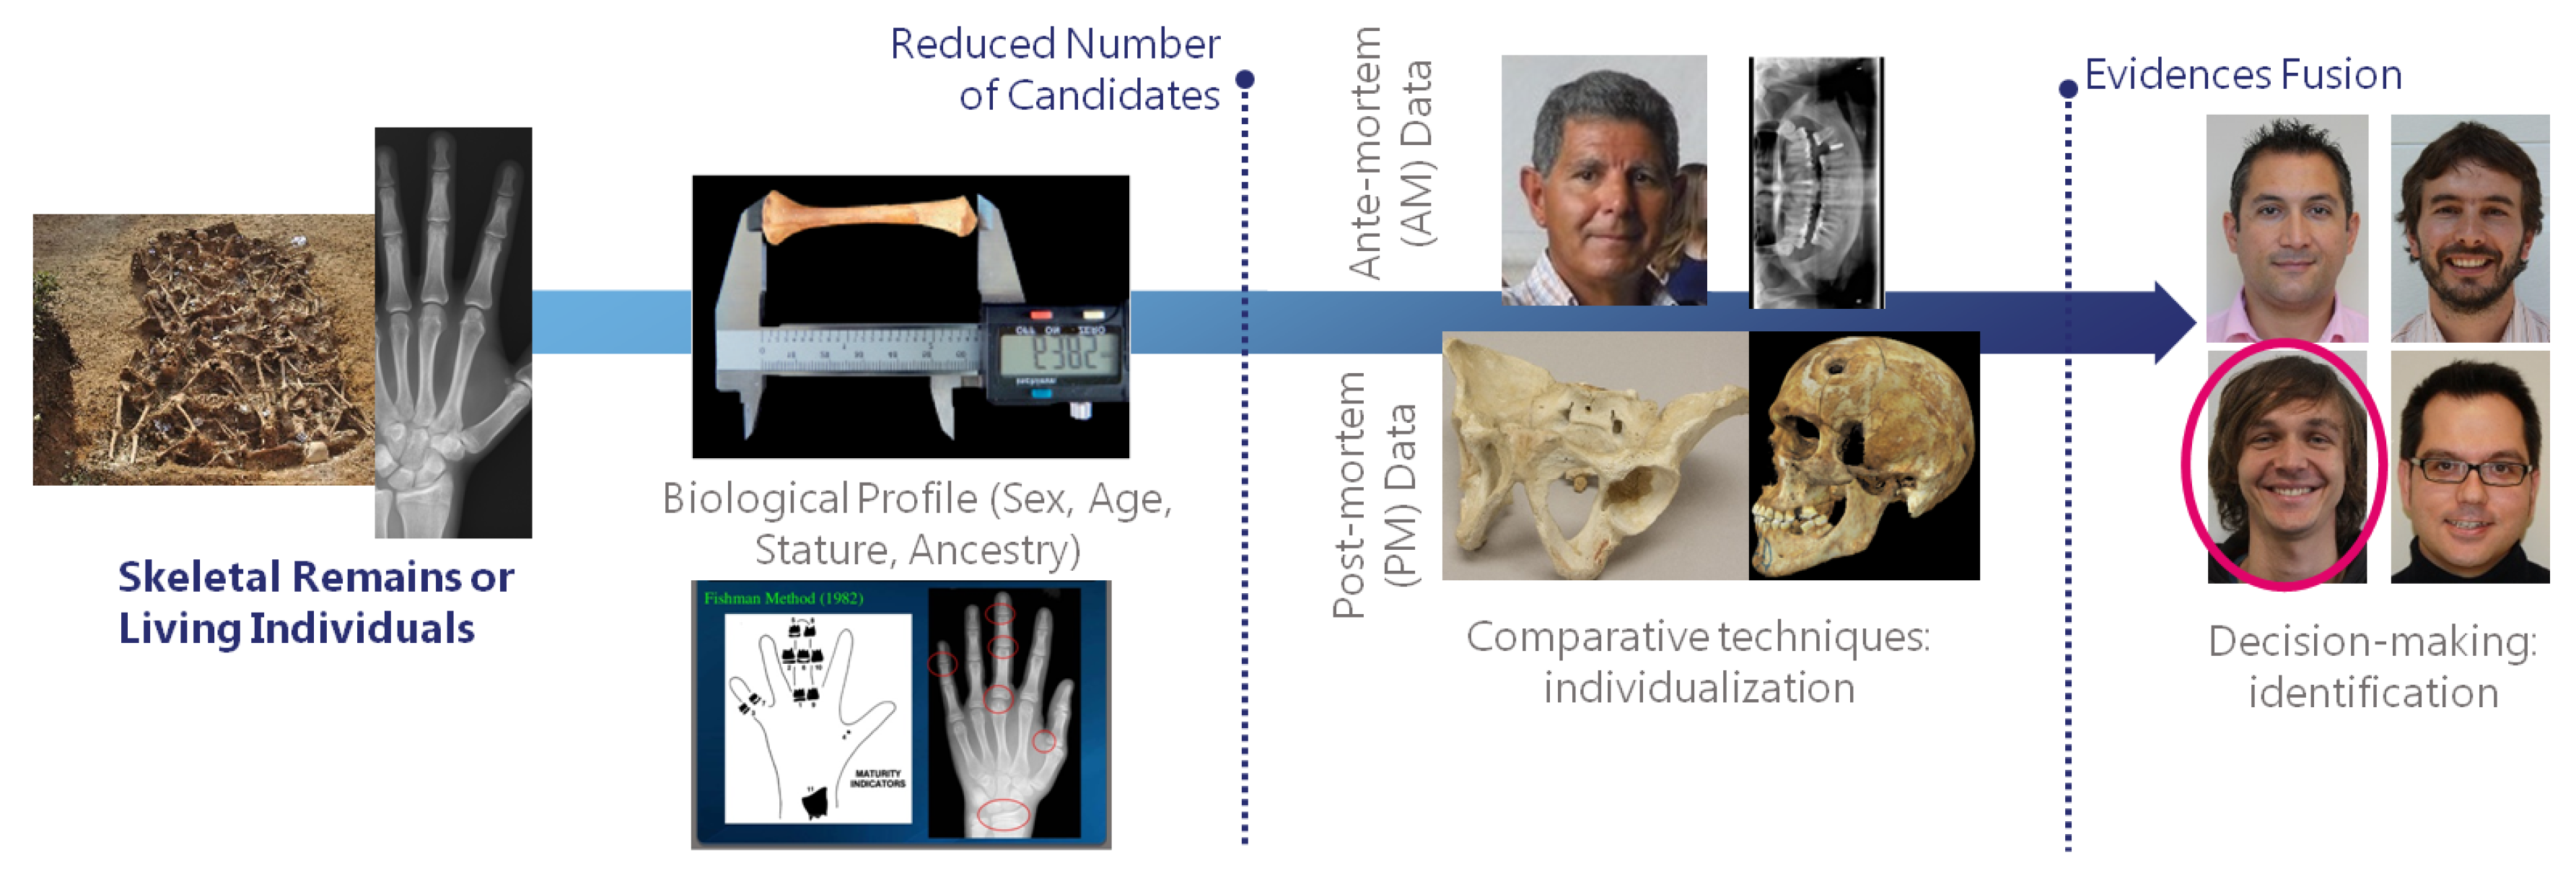 Reduced Number
of Candidates
Evidences Fusion
Ante-mortem
(AM) Data
Post-mortem
(PM) Data
Skeletal Remains or
Living Individuals
Biological Profile (Sex, Age,
Stature, Ancestry)
Fishman Method (1982)
MATURITY
INDICATORS
11
Comparative techniques:
individualization
Decision-making:
identification